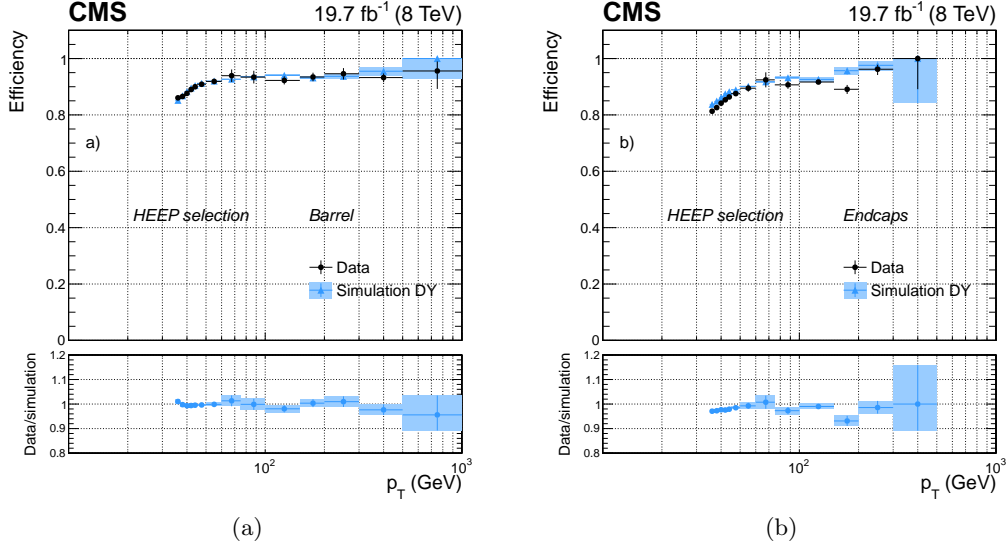 CMS 19.7 fb⁻¹ (8 TeV)
Efficiency
1
0.8
0.6
0.4
0.2
0
a)
HEEP selection Barrel
Data
Simulation DY
Data/simulation
1.2
1.1
1
0.9
0.8
10² 10³
p_T (GeV)
(a)
CMS 19.7 fb⁻¹ (8 TeV)
Efficiency
1
0.8
0.6
0.4
0.2
0
b)
HEEP selection Endcaps
Data
Simulation DY
Data/simulation
1.2
1.1
1
0.9
0.8
10² 10³
p_T (GeV)
(b)